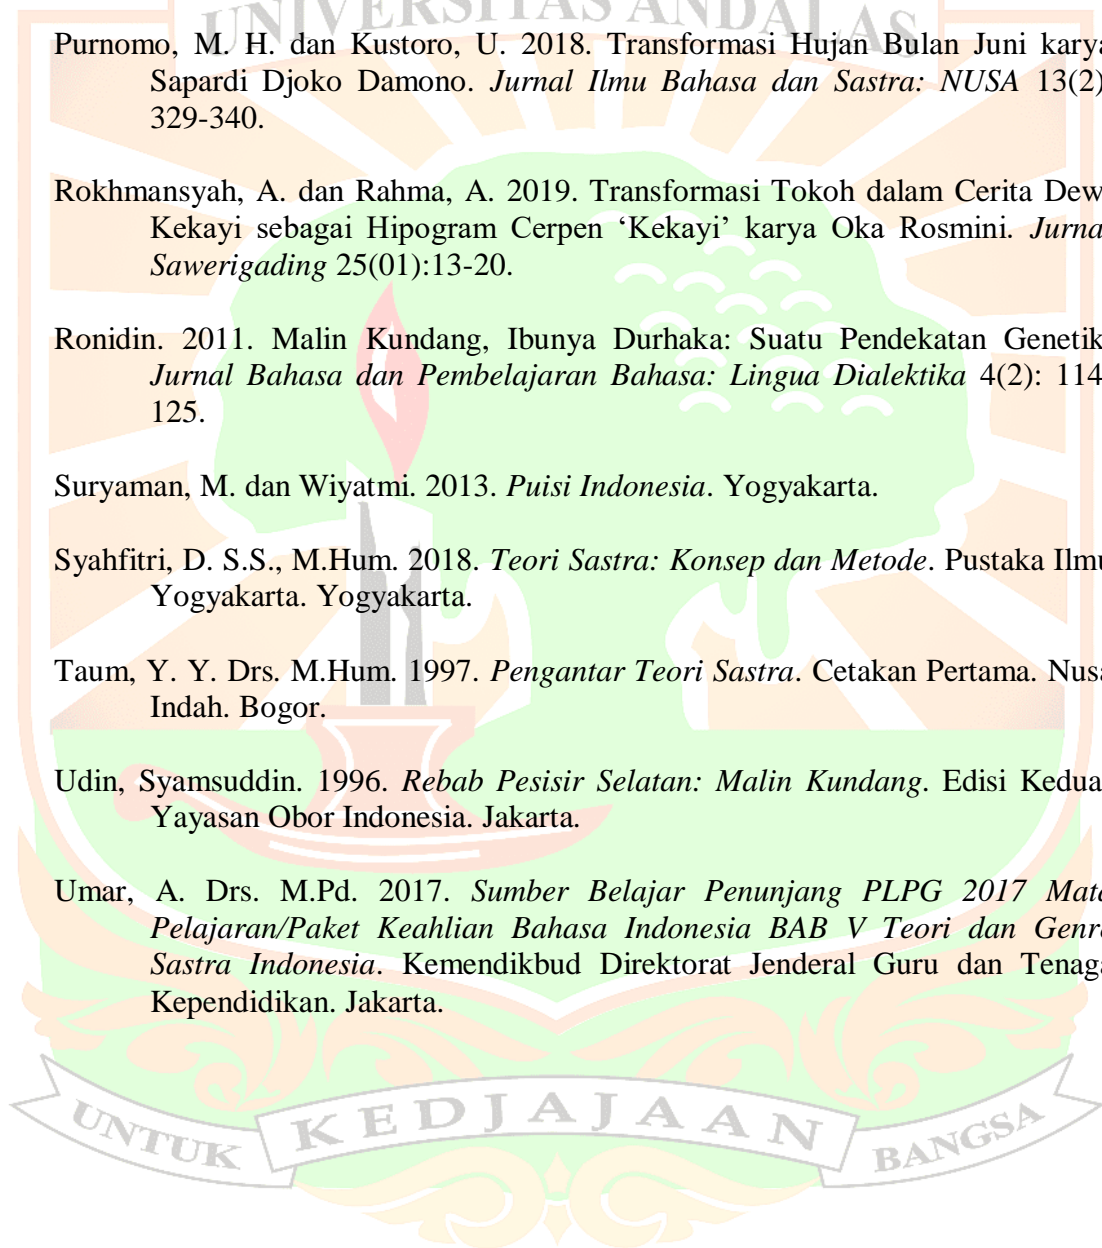 UNIVERSITAS ANDALAS
Purnomo, M. H. dan Kustoro, U. 2018. Transformasi Hujan Bulan Juni karya
Sapardi Djoko Damono. Jurnal Ilmu Bahasa dan Sastra: NUSA 13(2)
329-340.
Rokhmansyah, A. dan Rahma, A. 2019. Transformasi Tokoh dalam Cerita Dew
Kekayi sebagai Hipogram Cerpen ‘Kekayi’ karya Oka Rosmini. Jurna
Sawerigading 25(01):13-20.
Ronidin. 2011. Malin Kundang, Ibunya Durhaka: Suatu Pendekatan Genetik
Jurnal Bahasa dan Pembelajaran Bahasa: Lingua Dialektika 4(2): 114
125.
Suryaman, M. dan Wiyatmi. 2013. Puisi Indonesia. Yogyakarta.
Syahfitri, D. S.S., M.Hum. 2018. Teori Sastra: Konsep dan Metode. Pustaka Ilmu
Yogyakarta. Yogyakarta.
Taum, Y. Y. Drs. M.Hum. 1997. Pengantar Teori Sastra. Cetakan Pertama. Nusa
Indah. Bogor.
Udin, Syamsuddin. 1996. Rebab Pesisir Selatan: Malin Kundang. Edisi Kedua.
Yayasan Obor Indonesia. Jakarta.
Umar, A. Drs. M.Pd. 2017. Sumber Belajar Penunjang PLPG 2017 Mata
Pelajaran/Paket Keahlian Bahasa Indonesia BAB V Teori dan Genre
Sastra Indonesia. Kemendikbud Direktorat Jenderal Guru dan Tenaga
Kependidikan. Jakarta.
UNTUK KEDJAJAAN BANGSA